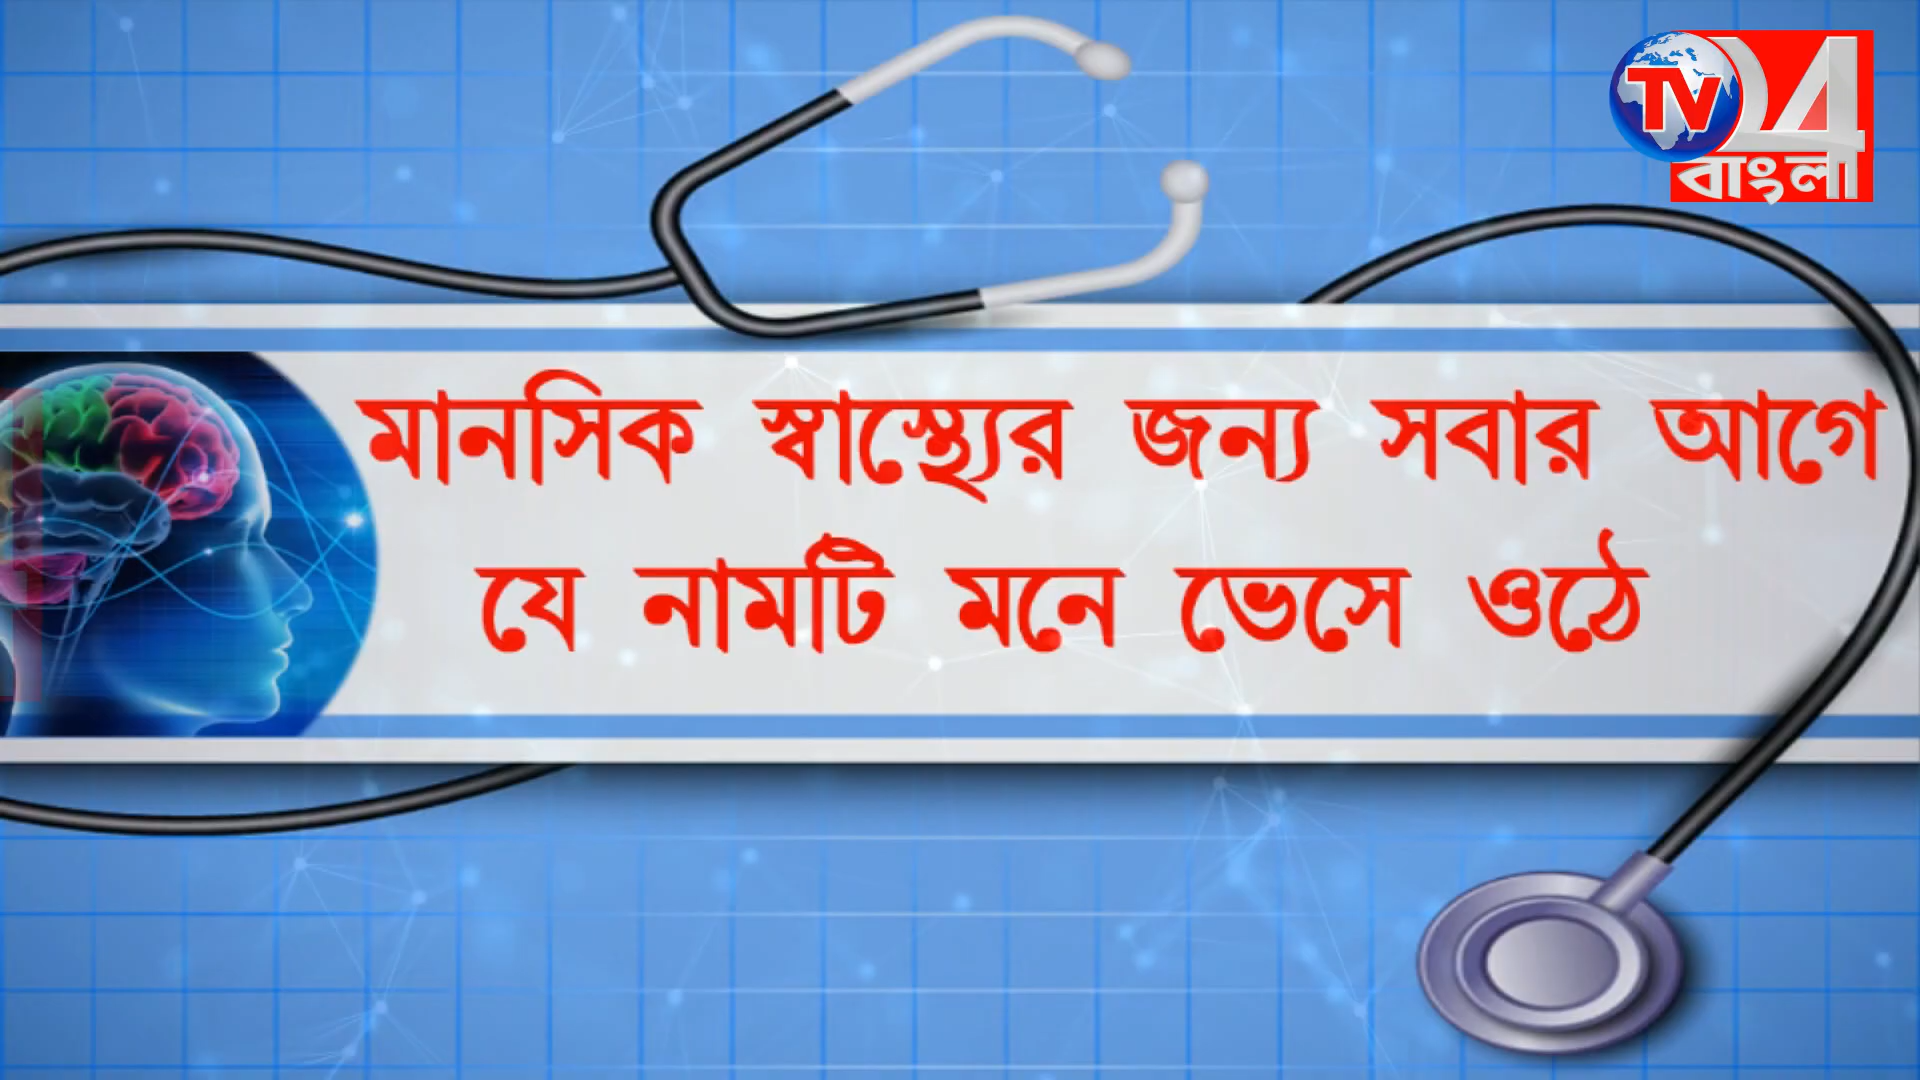 TV 24
বাংলা
মানসিক স্বাস্থ্যের জন্য সবার আগে
যে নামটি মনে ভেসে ওঠে